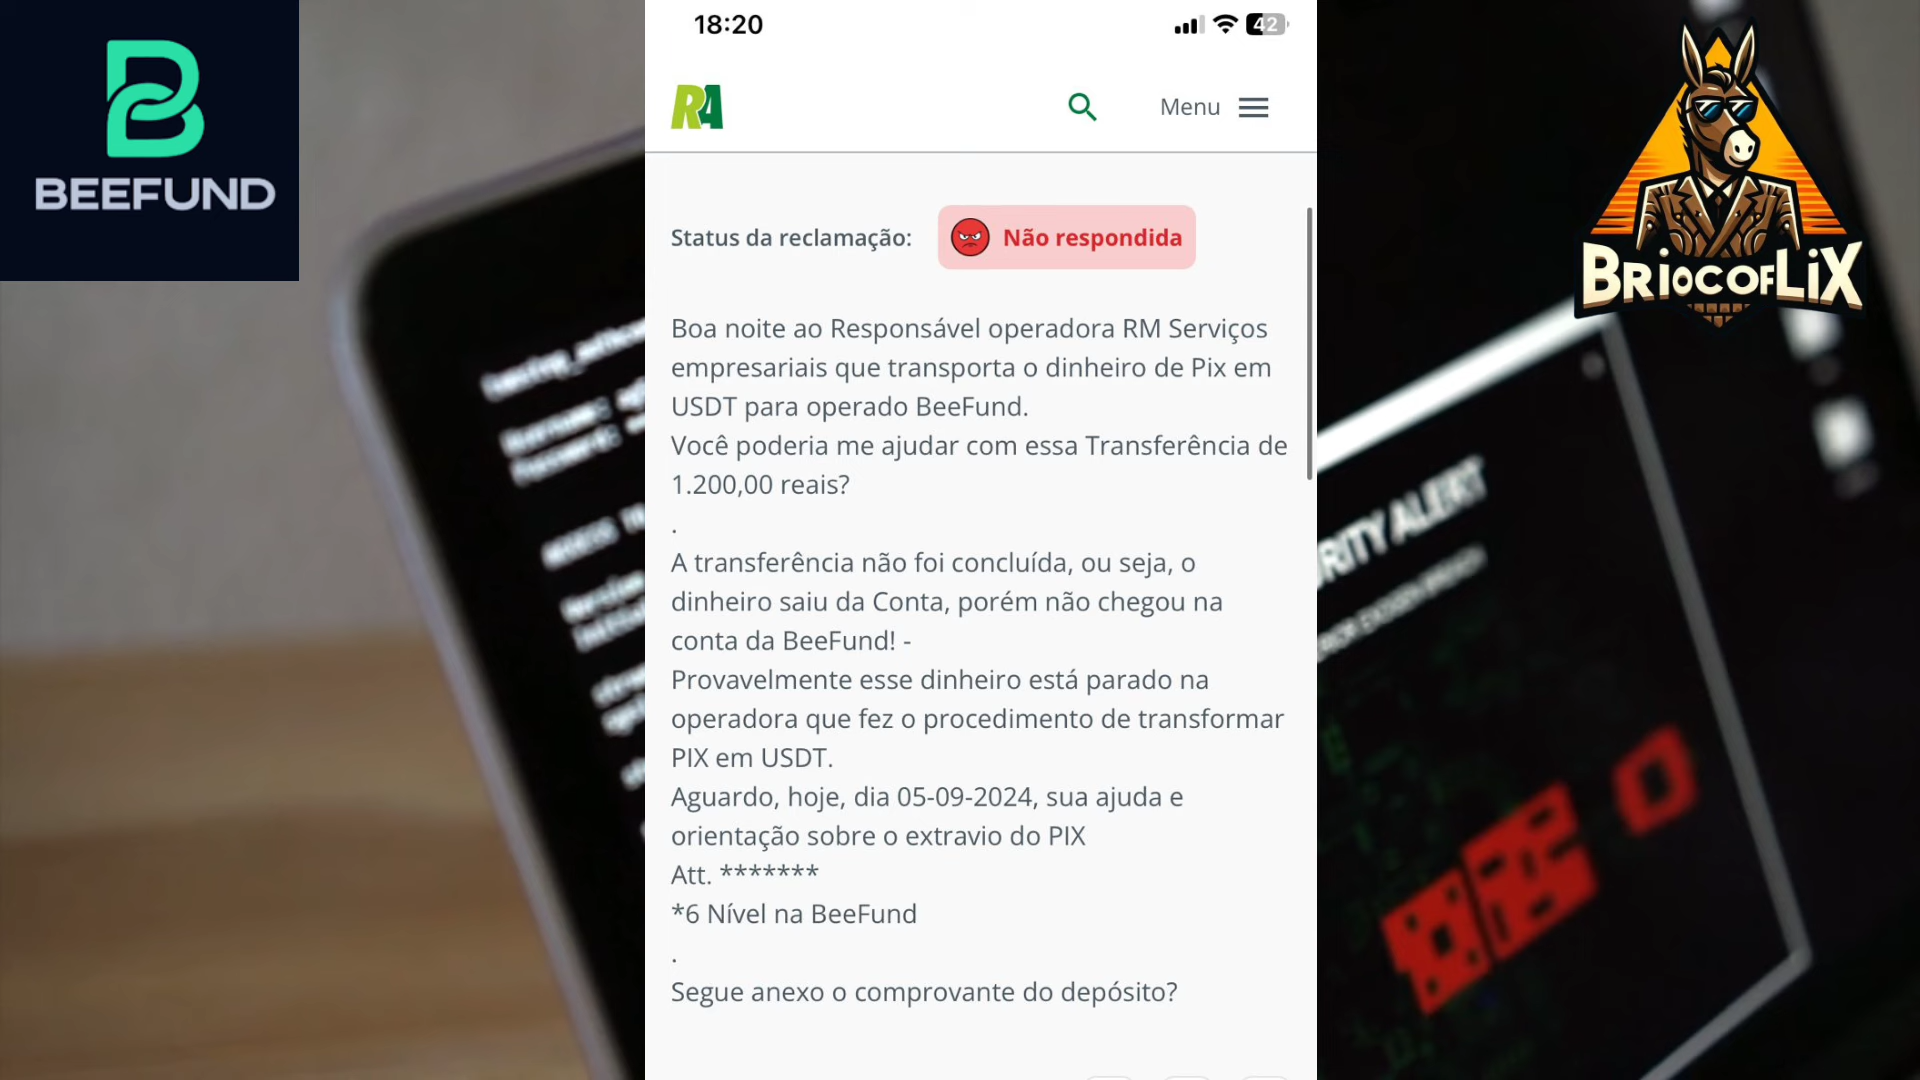 BEEFUND
18:20
42
RA
Menu
Status da reclamação:
Não respondida
Boa noite ao Responsável operadora RM Serviços
empresariais que transporta o dinheiro de Pix em
USDT para operado BeeFund.
Você poderia me ajudar com essa Transferência de
1.200,00 reais?
.
A transferência não foi concluída, ou seja, o
dinheiro saiu da Conta, porém não chegou na
conta da BeeFund! -
Provavelmente esse dinheiro está parado na
operadora que fez o procedimento de transformar
PIX em USDT.
Aguardo, hoje, dia 05-09-2024, sua ajuda e
orientação sobre o extravio do PIX
Att. *******
*6 Nível na BeeFund
.
Segue anexo o comprovante do depósito?
BRIOCOFLIX
RITY ALERT